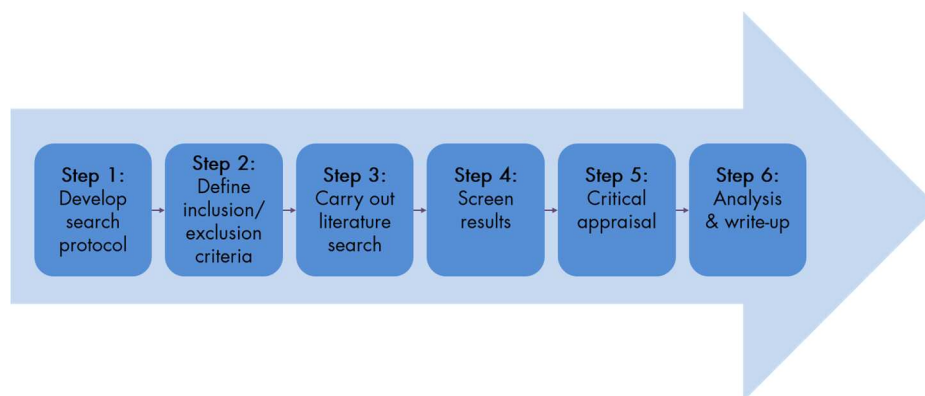 Step 1:
Develop
search
protocol
Step 2:
Define
inclusion/
exclusion
criteria
Step 3:
Carry out
literature
search
Step 4:
Screen
results
Step 5:
Critical
appraisal
Step 6:
Analysis
& write-up